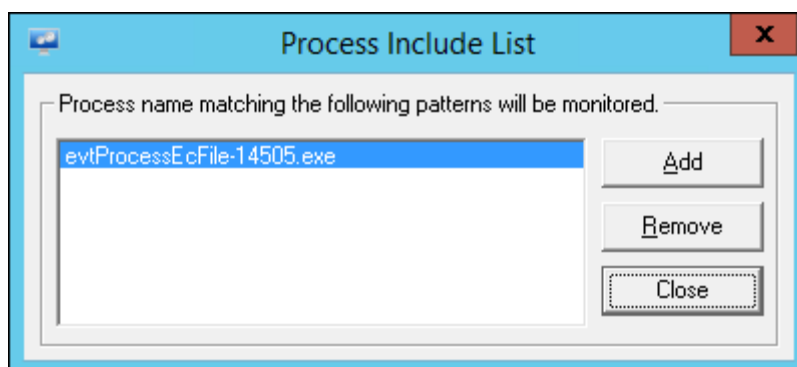 Process Include List
x
Process name matching the following patterns will be monitored.
evtProcessEcFile-14505.exe
Add
Remove
Close